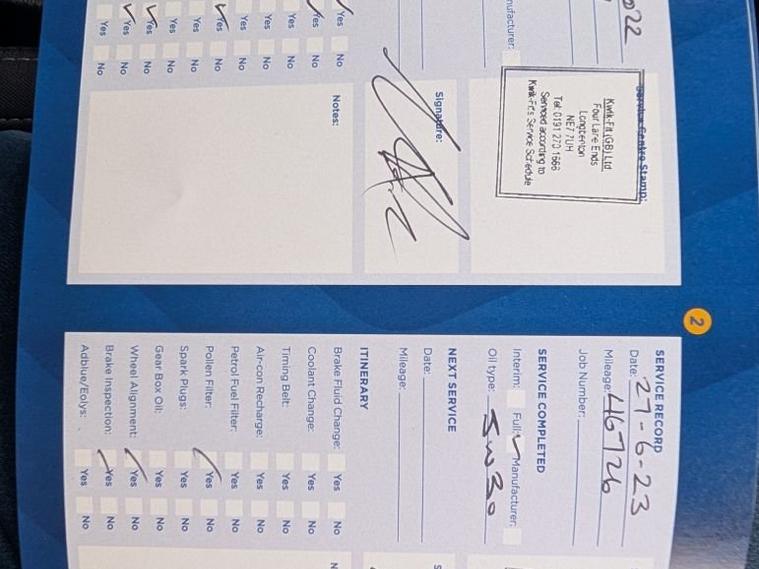 022
nufacturer:
Service Centre Stamp:
Kwik-Fit (GB) Ltd
Four Lane Ends
Longbenton
NE7 7UH
Tel: 0191 270 1666
Serviced according to
Kwik-Fit's Service Schedule
Signature:
Yes No
Yes No
Yes No
Yes No
Yes No
Yes No
Yes No
Yes No
Yes No
Yes No
Yes No
Notes:
2
SERVICE RECORD
Date: 27-6-23
Mileage: 46726
Job Number:
SERVICE COMPLETED
Interim: Full: Manufacturer:
Oil type: 5W30
NEXT SERVICE
Date:
Mileage:
ITINERARY
Brake Fluid Change: Yes No
Coolant Change: Yes No
Timing Belt: Yes No
Air-con Recharge: Yes No
Petrol Fuel Filter: Yes No
Pollen Filter: Yes No
Spark Plugs: Yes No
Gear Box Oil: Yes No
Wheel Alignment: Yes No
Brake Inspection: Yes No
Adblue/Eolys: Yes No
S
N